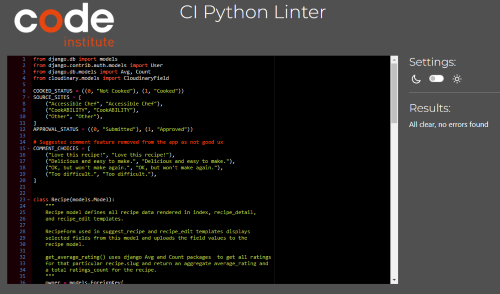 code
institute
CI Python Linter
Settings:
Results:
All clear, no errors found
1 from django.db import models
2 from django.contrib.auth.models import User
3 from django.db.models import Avg, Count
4 from cloudinary.models import CloudinaryField
5
6 COOKED_STATUS = ((0, "Not Cooked"), (1, "Cooked"))
7 SOURCE_SITES = [
8 ("Accessible Chef", "Accessible Chef"),
9 ("CookABILITY", "CookABILITY"),
10 ("Other", "Other"),
11 ]
12 APPROVAL_STATUS = ((0, "Submitted"), (1, "Approved"))
13
14 # Suggested comment feature removed from the app as not good ux
15 COMMENT_CHOICES = [
16 ("Love this recipe!", "Love this recipe!"),
17 ("Delicious and easy to make.", "Delicious and easy to make."),
18 ("OK, but won't make again.", "OK, but won't make again."),
19 ("Too difficult.", "Too difficult."),
20 ]
21
22
23 class Recipe(models.Model):
24 """
25 Recipe model defines all recipe data rendered in index, recipe_detail,
26 and recipe_edit templates.
27
28 RecipeForm used in suggest_recipe and recipe_edit templates displays
29 selected fields from this model and uploads the field values to the
30 recipe model.
31
32 get_average_rating() uses django Avg and Count packages to get all ratings
33 for that particular recipe.slug and return an aggregate average_rating and
34 a total ratings_count for the recipe.
35 """
36 owner = models.ForeignKey(